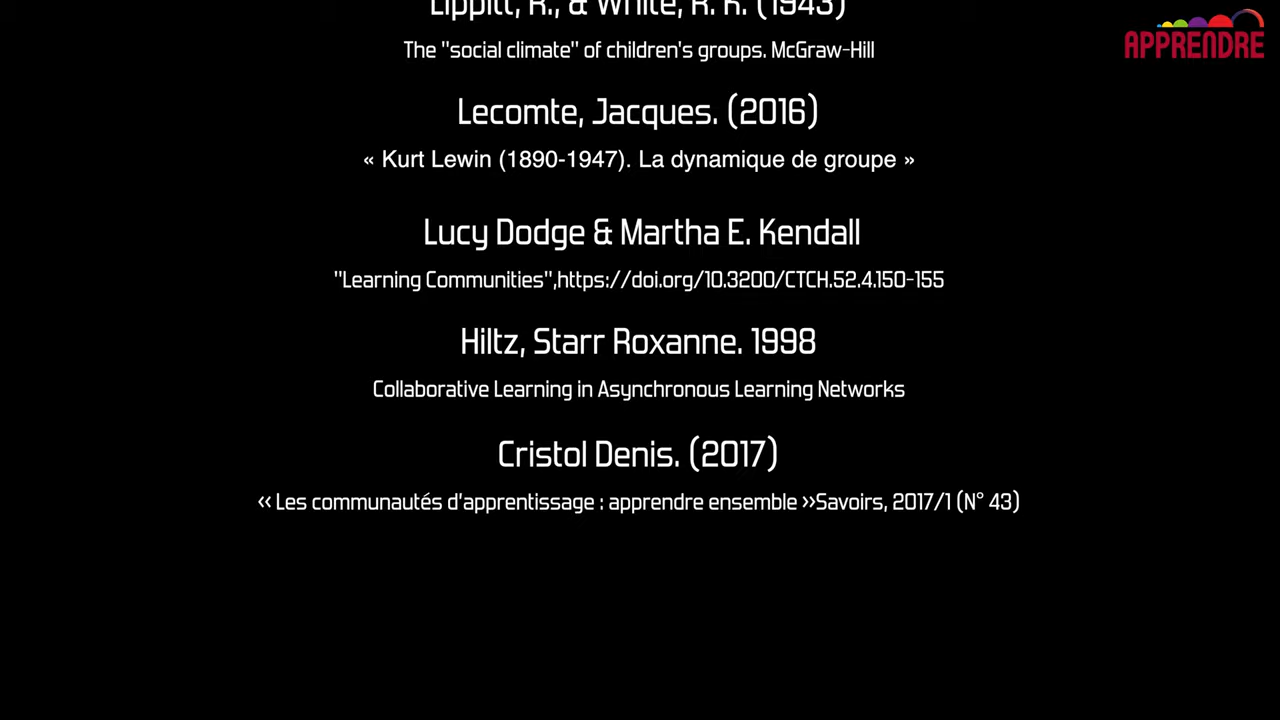 Lippitt, R., & White, R. K. (1943)
The "social climate" of children's groups. McGraw-Hill
APPRENDRE
Lecomte, Jacques. (2016)
« Kurt Lewin (1890-1947). La dynamique de groupe »
Lucy Dodge & Martha E. Kendall
"Learning Communities",https://doi.org/10.3200/CTCH.52.4.150-155
Hiltz, Starr Roxanne. 1998
Collaborative Learning in Asynchronous Learning Networks
Cristol Denis. (2017)
<< Les communautés d'apprentissage : apprendre ensemble >>Savoirs, 2017/1 (N° 43)